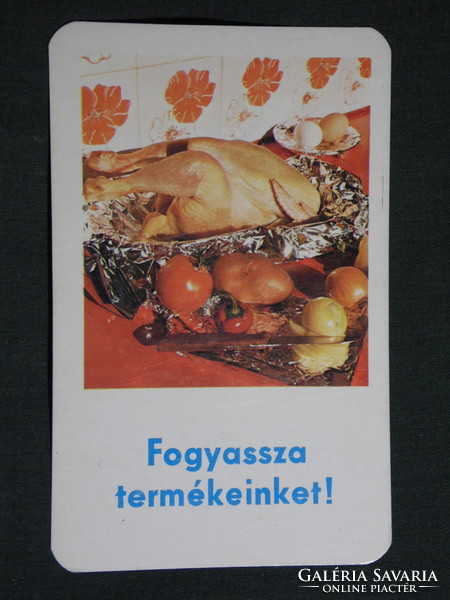 Fogyassza
termékeinket!
GALÉRIA SAVARIA
ONLINE PIACTÉR